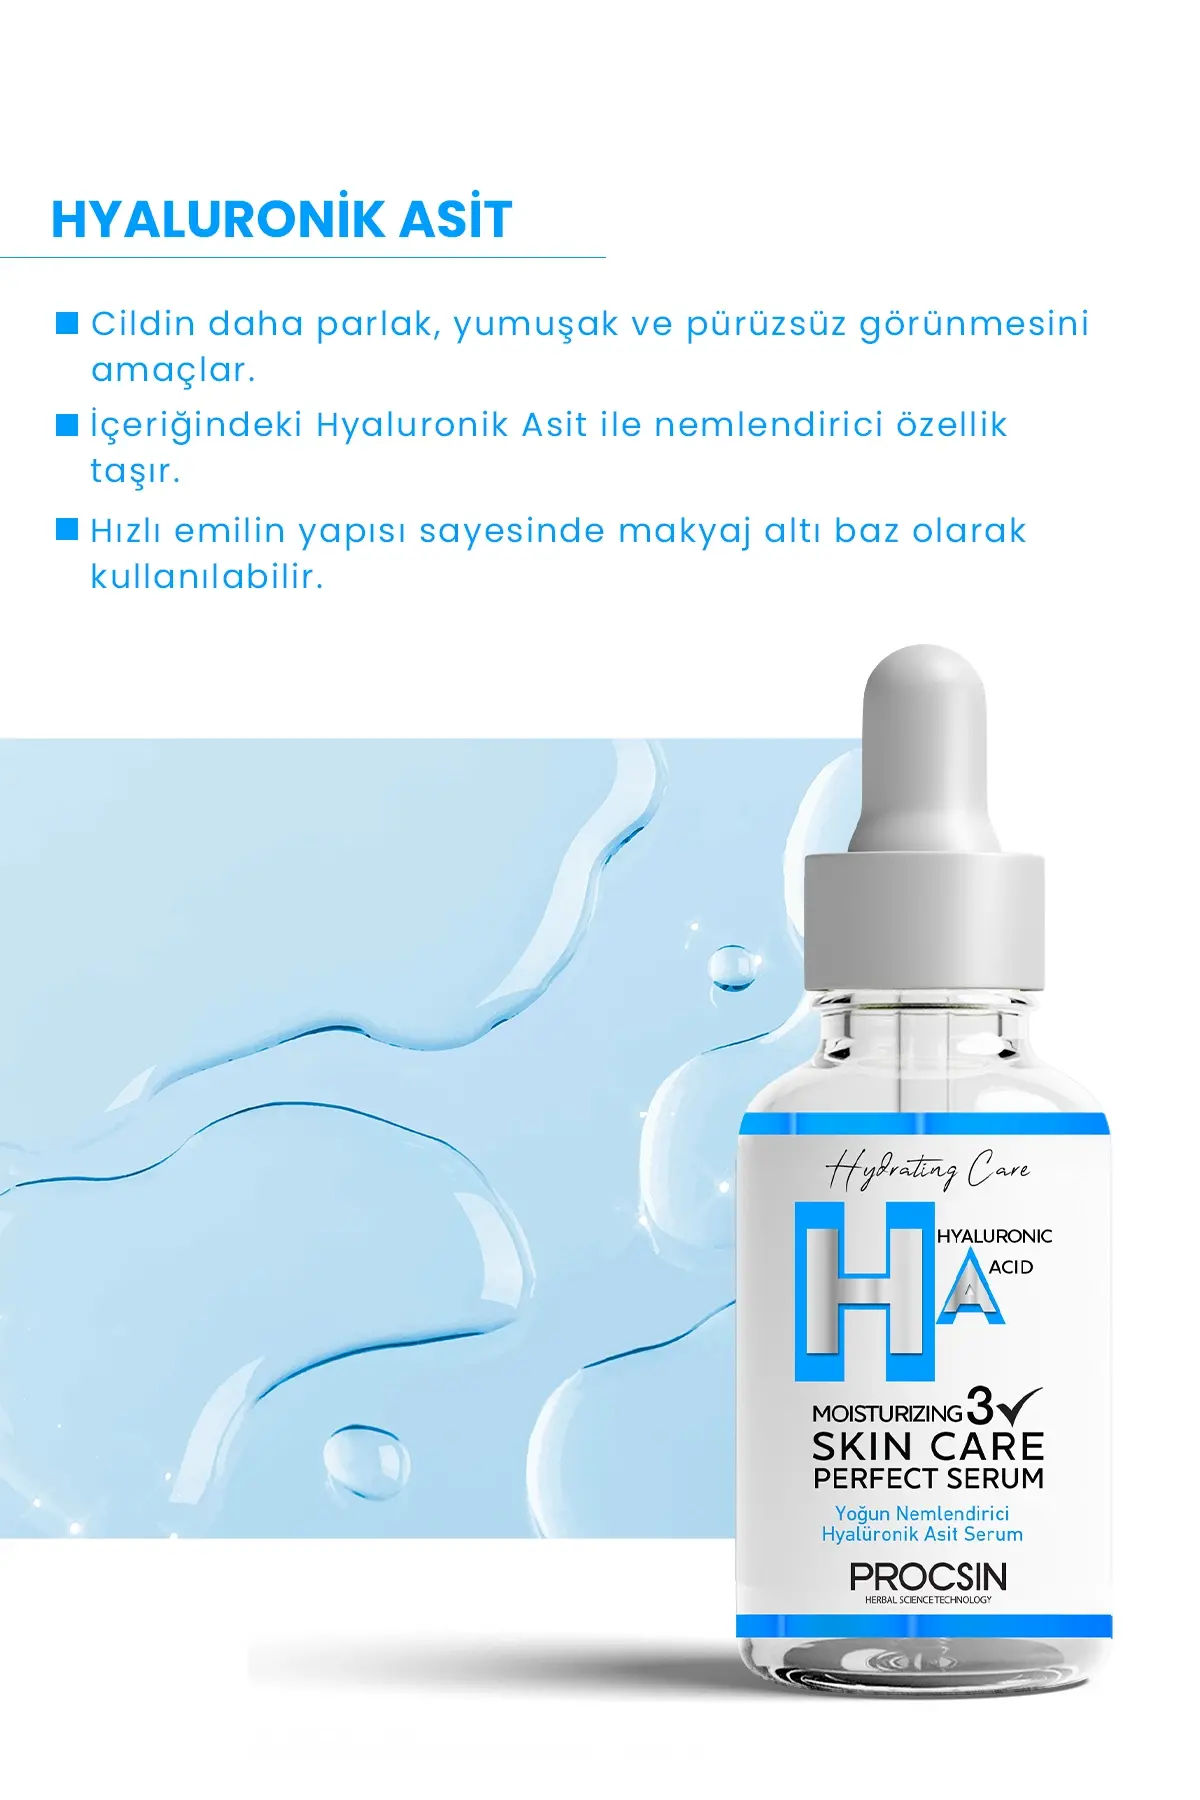 HYALURONİK ASİT
Cildin daha parlak, yumuşak ve pürüzsüz görünmesini
amaçlar.
İçeriğindeki Hyaluronik Asit ile nemlendirici özellik
taşır.
Hızlı emilin yapısı sayesinde makyaj altı baz olarak
kullanılabilir.
Hydrating Care
HA
HYALURONIC
ACID
MOISTURIZING 3
SKIN CARE
PERFECT SERUM
Yoğun Nemlendirici
Hyalüronik Asit Serum
PROCSIN
HERBAL SCIENCE TECHNOLOGY